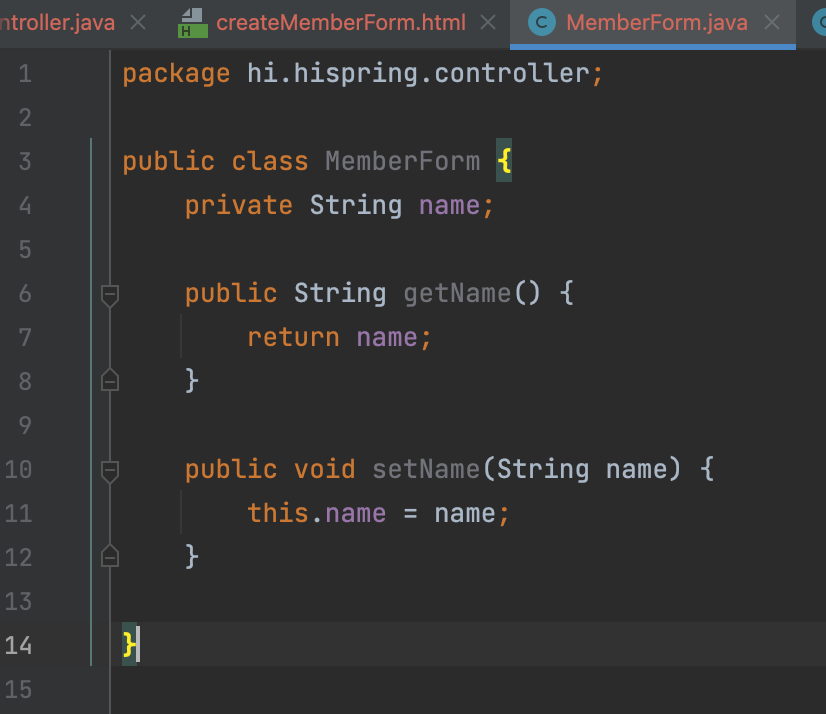 ntroller.java createMemberForm.html MemberForm.java
1 package hi.hispring.controller;
2
3 public class MemberForm {
4 private String name;
5
6 public String getName() {
7 return name;
8 }
9
10 public void setName(String name) {
11 this.name = name;
12 }
13
14 }
15